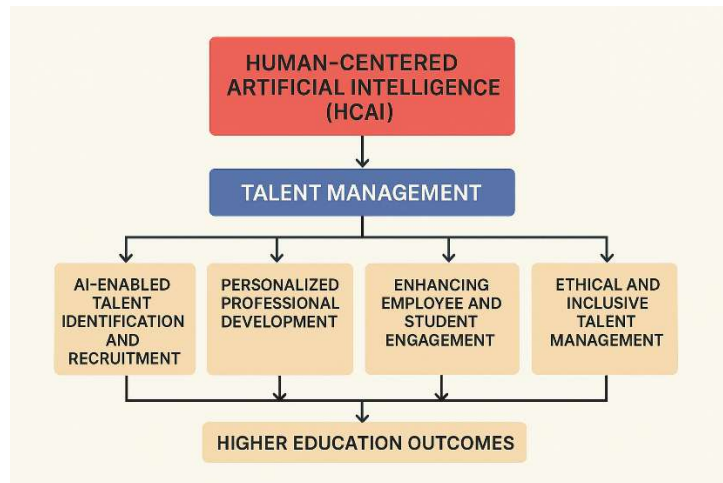 HUMAN-CENTERED
ARTIFICIAL INTELLIGENCE
(HCAI)
TALENT MANAGEMENT
AI-ENABLED
TALENT
IDENTIFICATION
AND
RECRUITMENT
PERSONALIZED
PROFESSIONAL
DEVELOPMENT
ENHANCING
EMPLOYEE AND
STUDENT
ENGAGEMENT
ETHICAL AND
INCLUSIVE
TALENT
MANAGEMENT
HIGHER EDUCATION OUTCOMES